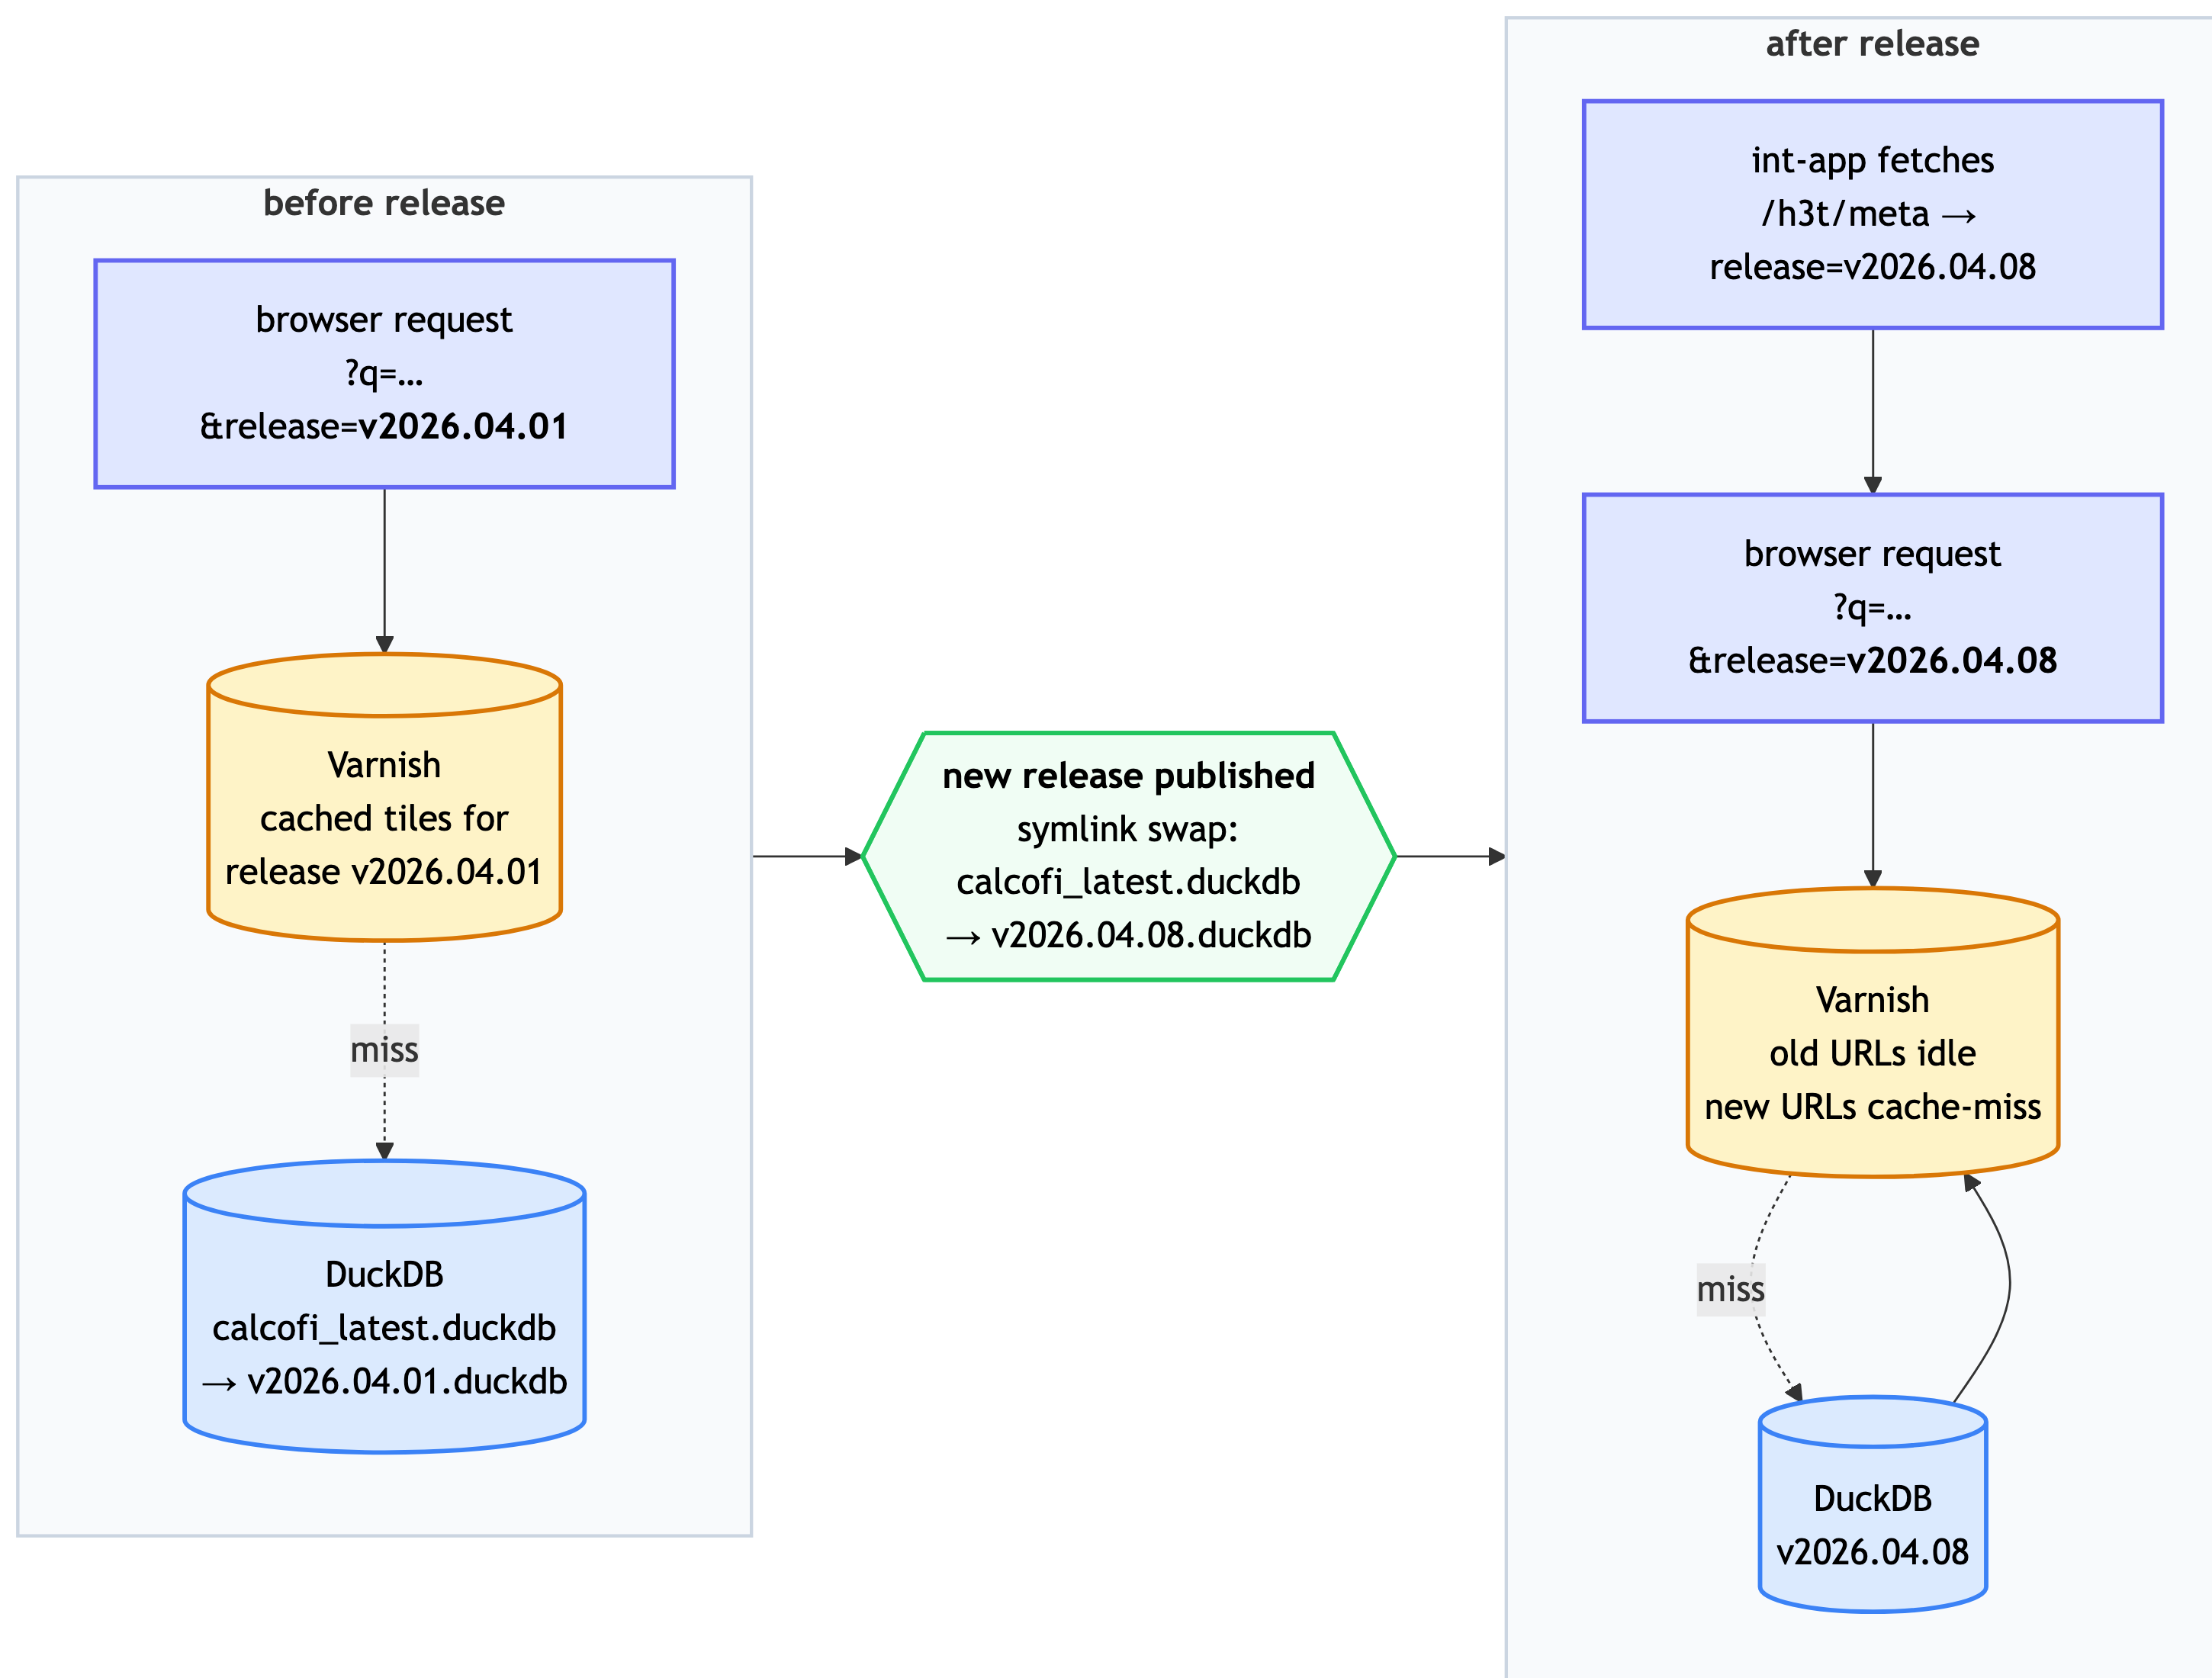 before release
browser request
?q=...
&release=v2026.04.01
Varnish
cached tiles for
release v2026.04.01
miss
DuckDB
calcofi_latest.duckdb
→ v2026.04.01.duckdb
new release published
symlink swap:
calcofi_latest.duckdb
→ v2026.04.08.duckdb
after release
int-app fetches
/h3t/meta →
release=v2026.04.08
browser request
?q=...
&release=v2026.04.08
Varnish
old URLs idle
new URLs cache-miss
miss
DuckDB
v2026.04.08